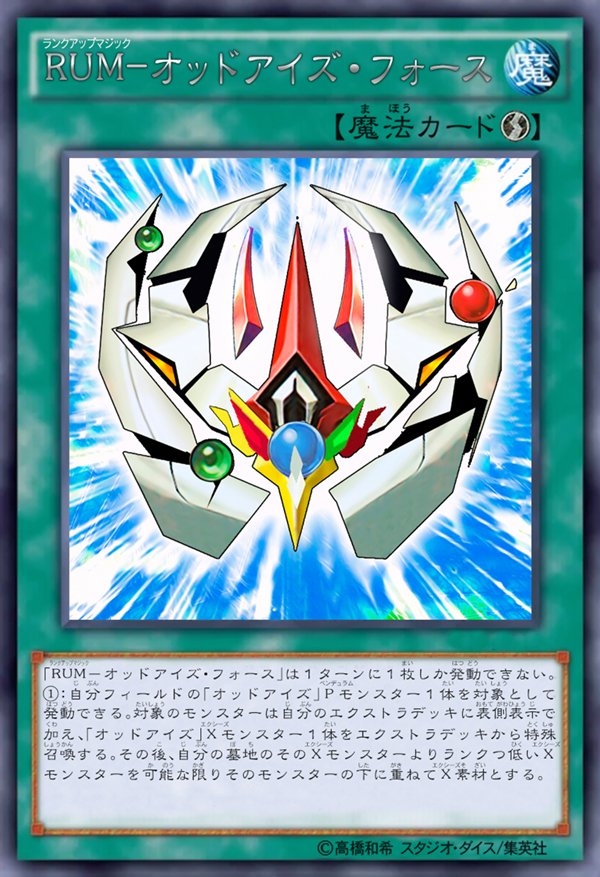 ランクアップマジック
RUM－オッドアイズ・フォース
魔
【魔法カード】
「RUM－オッドアイズ・フォース」は１ターンに１枚しか発動できない。
①：自分フィールドの「オッドアイズ」Pモンスター１体を対象として
発動できる。対象のモンスターは自分のエクストラデッキに表側表示で
加え、「オッドアイズ」Xモンスター１体をエクストラデッキから特殊
召喚する。その後、自分の墓地のそのXモンスターよりランクつ低いX
モンスターを可能な限りそのモンスターの下に重ねてX素材とする。
©高橋和希 スタジオ・ダイス/集英社